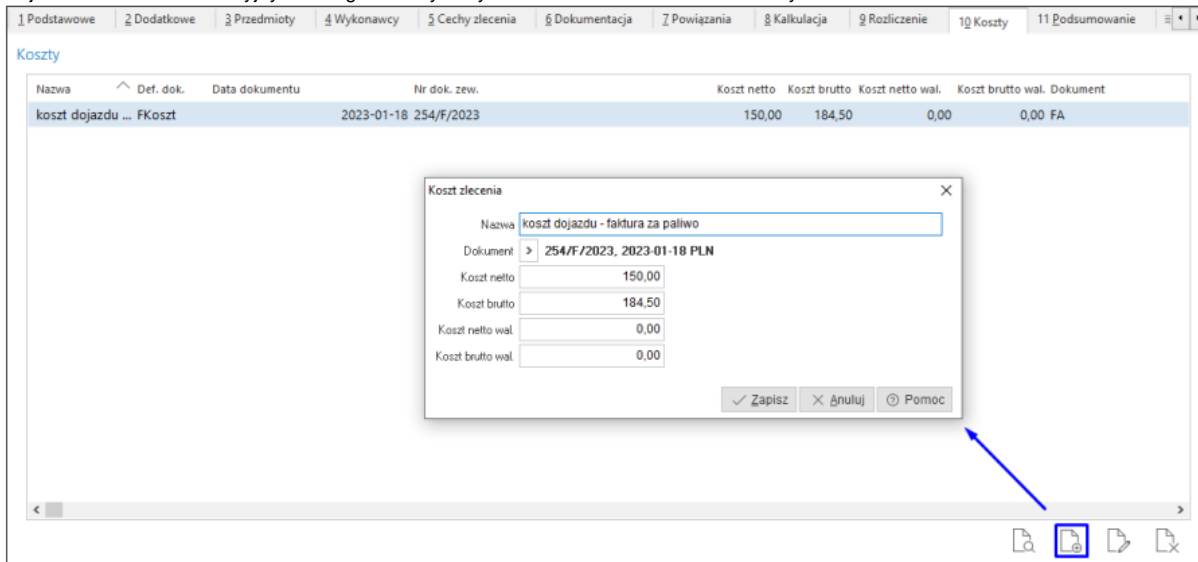 1 Podstawowe 2 Dodatkowe 3 Przedmioty 4 Wykonawcy 5 Cechy zlecenia 6 Dokumentacja 7 Powiązania 8 Kalkulacja 9 Rozliczenie 10 Koszty 11 Podsumowanie
Koszty
Nazwa Def. dok. Data dokumentu Nr dok. zew. Koszt netto Koszt brutto Koszt netto wal. Koszt brutto wal. Dokument
koszt dojazdu ... FKoszt 2023-01-18 254/F/2023 150,00 184,50 0,00 0,00 FA
Koszt zlecenia
Nazwa koszt dojazdu - faktura za paliwo
Dokument > 254/F/2023, 2023-01-18 PLN
Koszt netto 150,00
Koszt brutto 184,50
Koszt netto wal. 0,00
Koszt brutto wal. 0,00
Zapisz Anuluj Pomoc